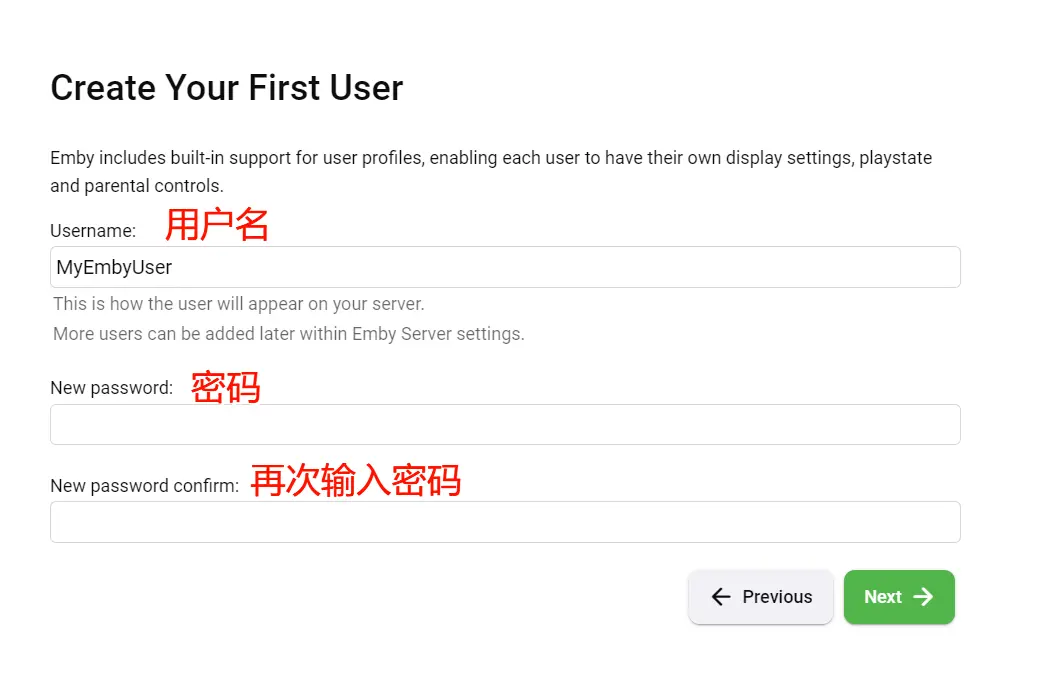 Create Your First User
Emby includes built-in support for user profiles, enabling each user to have their own display settings, playstate
and parental controls.
Username: 用户名
MyEmbyUser
This is how the user will appear on your server.
More users can be added later within Emby Server settings.
New password: 密码
New password confirm: 再次输入密码
Previous Next